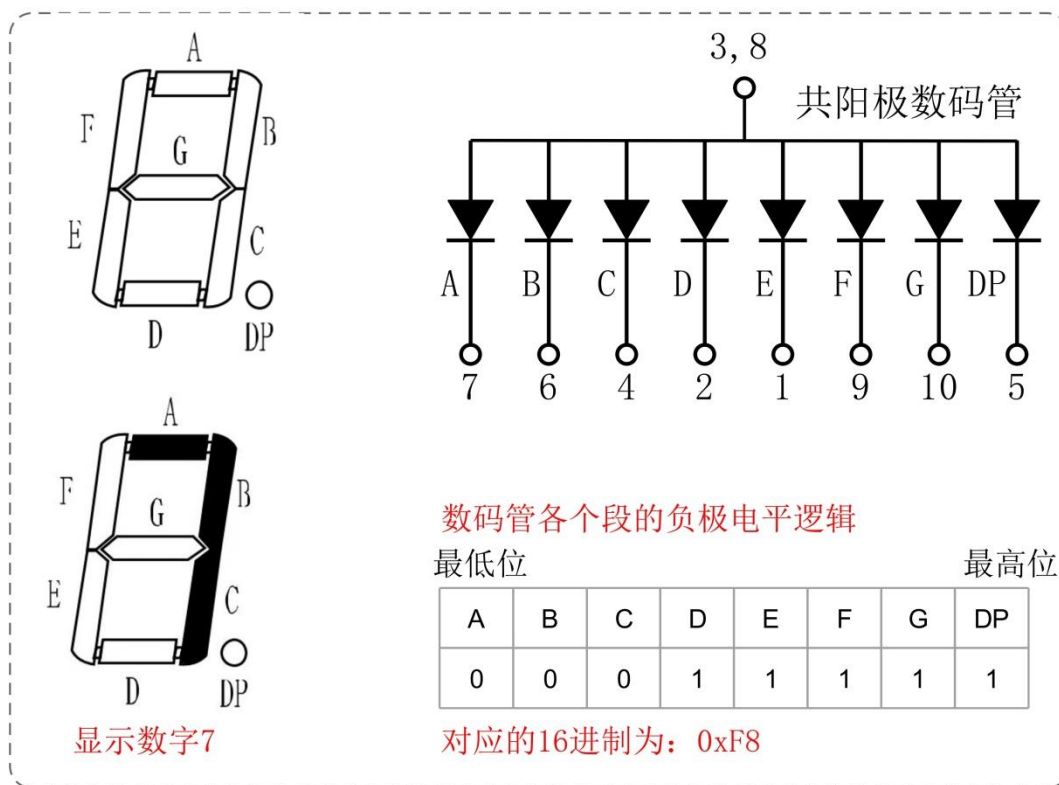 A
F
B
G
E
C
D
DP
3,8
共阳极数码管
A B C D E F G DP
7 6 4 2 1 9 10 5
A
F
B
G
E
C
D
DP
显示数字7
数码管各个段的负极电平逻辑
最低位 最高位
A B C D E F G DP
0 0 0 1 1 1 1 1
对应的16进制为：0xF8